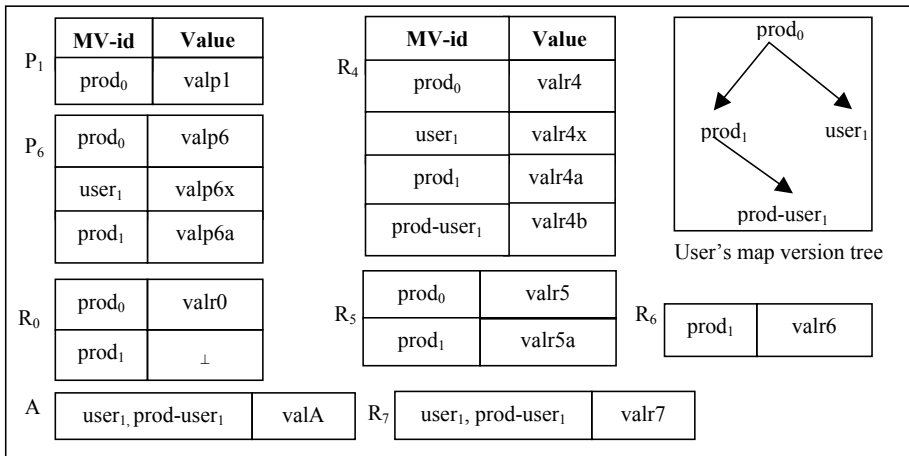 P₁
MV-id Value
prod₀ valp1
P₆
prod₀ valp6
user₁ valp6x
prod₁ valp6a
R₀
prod₀ valr0
prod₁ ⊥
R₄
MV-id Value
prod₀ valr4
user₁ valr4x
prod₁ valr4a
prod-user₁ valr4b
prod₀
prod₁ user₁
prod-user₁
User's map version tree
R₅
prod₀ valr5
prod₁ valr5a
R₆
prod₁ valr6
A
user₁, prod-user₁ valA
R₇
user₁, prod-user₁ valr7